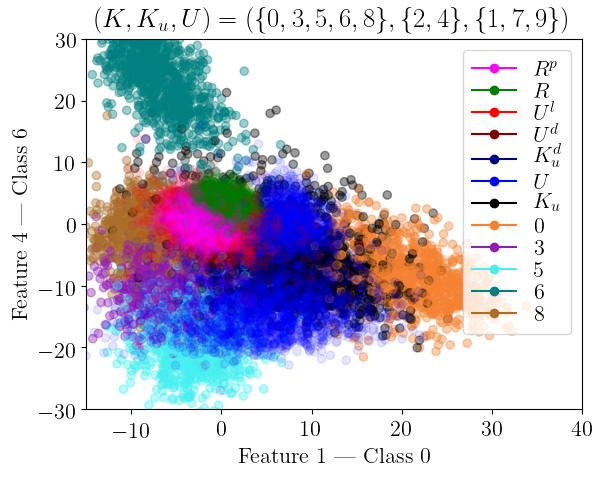 (K, K_u, U) = ({0, 3, 5, 6, 8}, {2, 4}, {1, 7, 9})
30
20
10
0
−10
−20
−30
Feature 4 — Class 6
−10
0
10
20
30
40
Feature 1 — Class 0
R^p
R
U^l
U^d
K_u^d
U
K_u
0
3
5
6
8